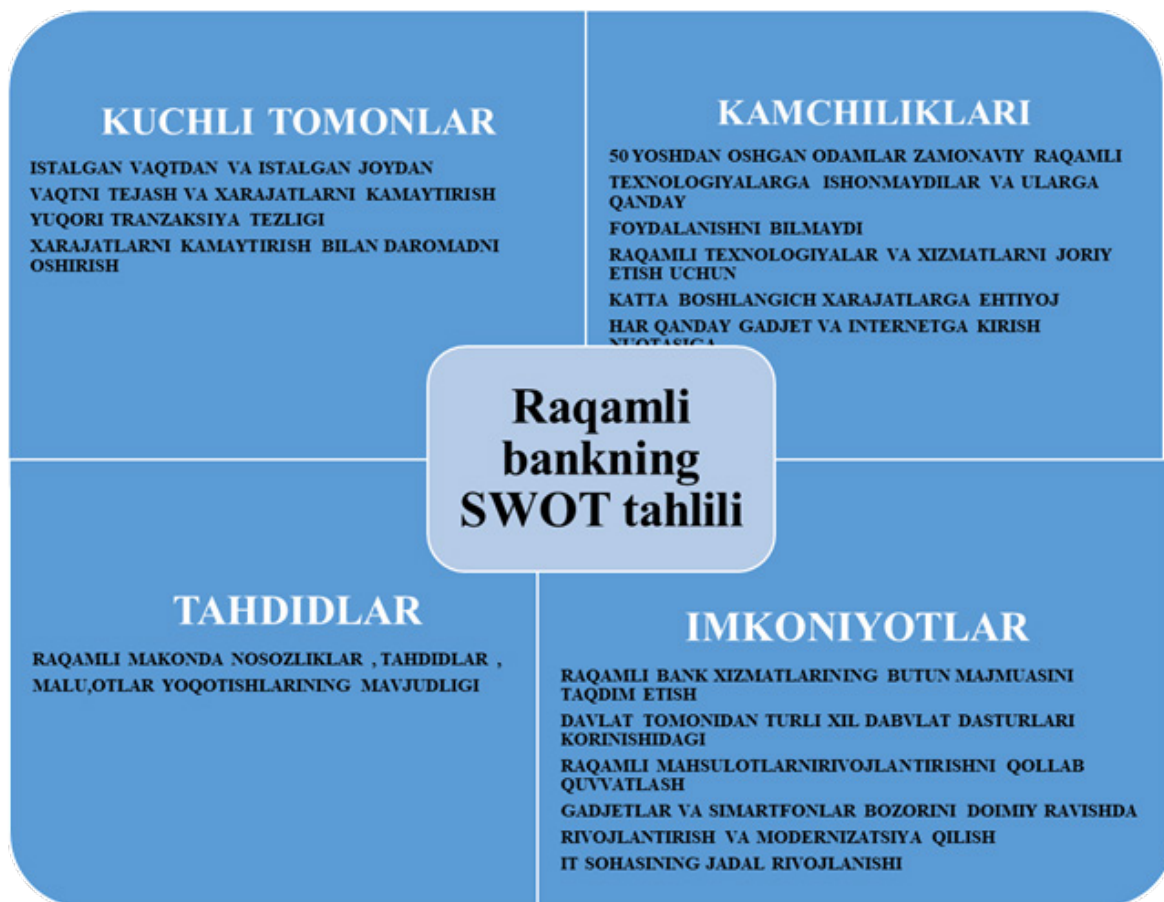 KUCHLI TOMONLAR
ISTALGAN VAQTDAN VA ISTALGAN JOYDAN
VAQTNI TEJASH VA XARAJATLARNI KAMAYTIRISH
YUQORI TRANZAKSIYA TEZLIGI
XARAJATLARNI KAMAYTIRISH BILAN DAROMADNI
OSHIRISH
KAMCHILIKLARI
50 YOSHDAN OSHGAN ODAMLAR ZAMONAVIY RAQAMLI
TEXNOLOGIYALARGA ISHONMAYDILAR VA ULARGA
QANDAY
FOYDALANISHNI BILMAYDI
RAQAMLI TEXNOLOGIYALAR VA XIZMATLARNI JORIY
ETISH UCHUN
KATTA BOSHLANGICH XARAJATLARGA EHTIYOJ
HAR QANDAY GADJET VA INTERNETGA KIRISH
Raqamli
bankning
SWOT tahlili
TAHDIDLAR
RAQAMLI MAKONDA NOSOZLIKLAR , TAHDIDLAR ,
MALU,OTLAR YOQOTISHLARINING MAVJUDLIGI
IMKONIYOTLAR
RAQAMLI BANK XIZMATLARINING BUTUN MAJMUASINI
TAQDIM ETISH
DAVLAT TOMONIDAN TURLI XIL DABVLAT DASTURLARI
KORINISHIDAGI
RAQAMLI MAHSULOTLARNIRIVOJLANTIRISHNI QOLLAB
QUVVATLASH
GADJETLAR VA SIMARTFONLAR BOZORINI DOIMIY RAVISHDA
RIVOJLANTIRISH VA MODERNIZATSIYA QILISH
IT SOHASINING JADAL RIVOJLANISHI